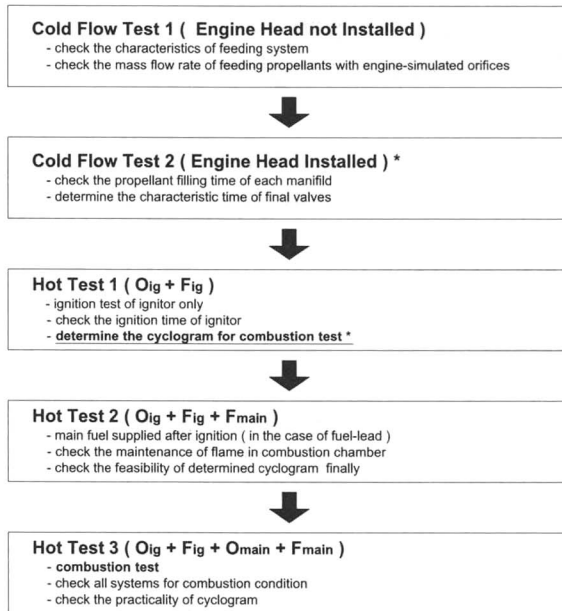 Cold Flow Test 1 ( Engine Head not Installed )
- check the characteristics of feeding system
- check the mass flow rate of feeding propellants with engine-simulated orifices
Cold Flow Test 2 ( Engine Head Installed ) *
- check the propellant filling time of each manifild
- determine the characteristic time of final valves
Hot Test 1 ( Oig + Fig )
- ignition test of ignitor only
- check the ignition time of ignitor
- determine the cyclogram for combustion test *
Hot Test 2 ( Oig + Fig + Fmain )
- main fuel supplied after ignition ( in the case of fuel-lead )
- check the maintenance of flame in combustion chamber
- check the feasibility of determined cyclogram finally
Hot Test 3 ( Oig + Fig + Omain + Fmain )
- combustion test
- check all systems for combustion condition
- check the practicality of cyclogram